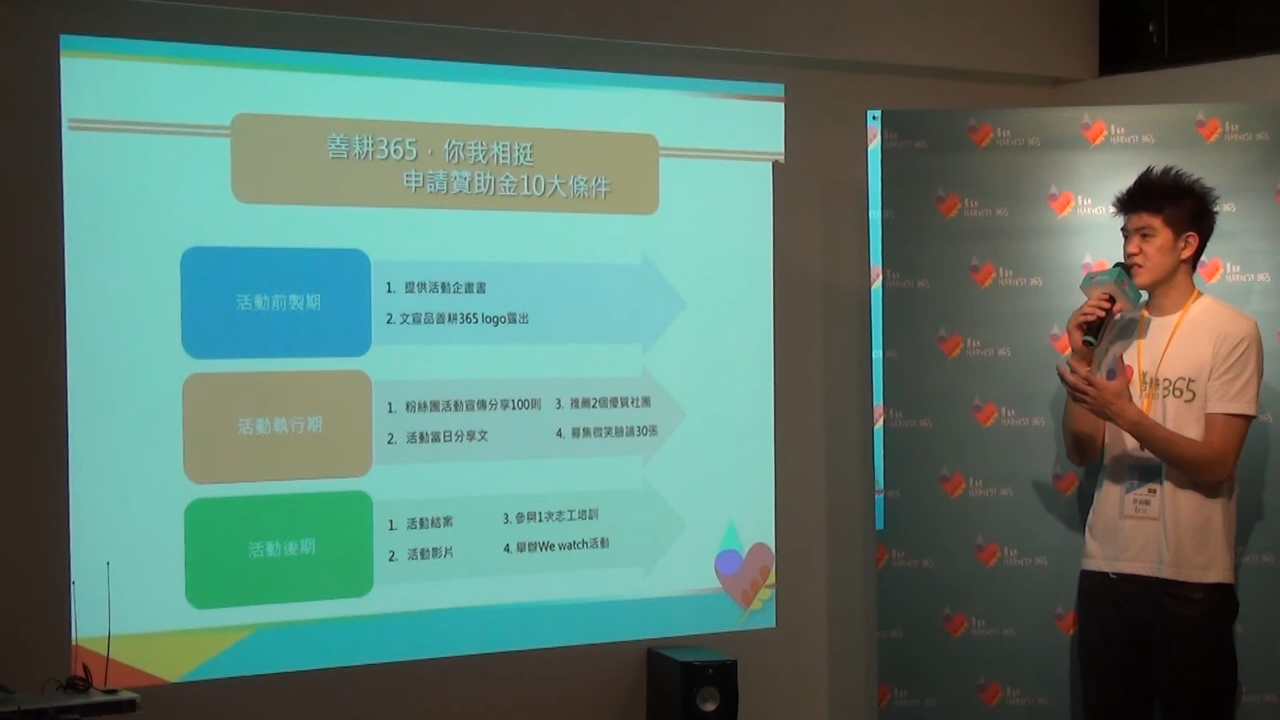 善耕365．你我相挺
申請贊助金10大條件
活動前製期
1. 提供活動企畫書
2. 文宣品善耕365 logo露出
活動執行期
1. 粉絲團活動宣傳分享100則
2. 活動當日分享文
3. 推薦2個優質社團
4. 募集微笑臉譜30張
活動後期
1. 活動結案
2. 活動影片
3. 參與1次志工培訓
4. 舉辦We watch活動
善耕365
善耕
HARVEST 365